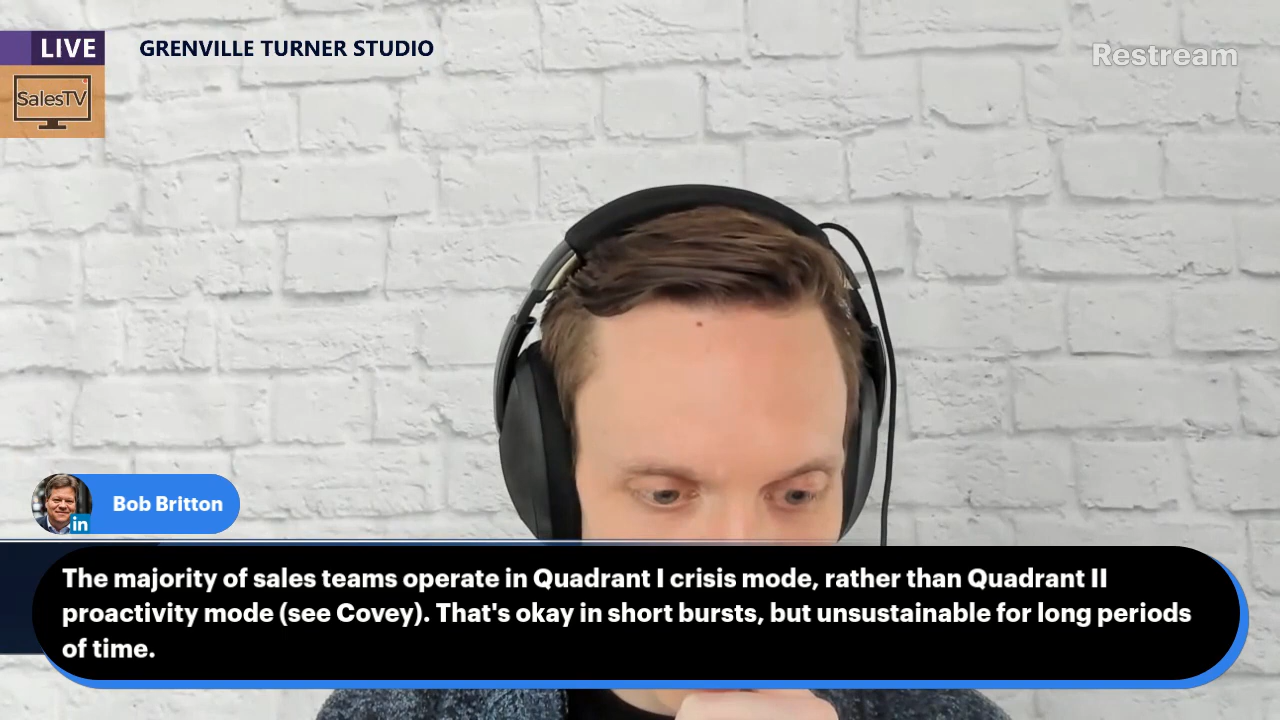 LIVE
GRENVILLE TURNER STUDIO
Restream
SalesTV
Bob Britton
in
The majority of sales teams operate in Quadrant I crisis mode, rather than Quadrant II
proactivity mode (see Covey). That's okay in short bursts, but unsustainable for long periods
of time.